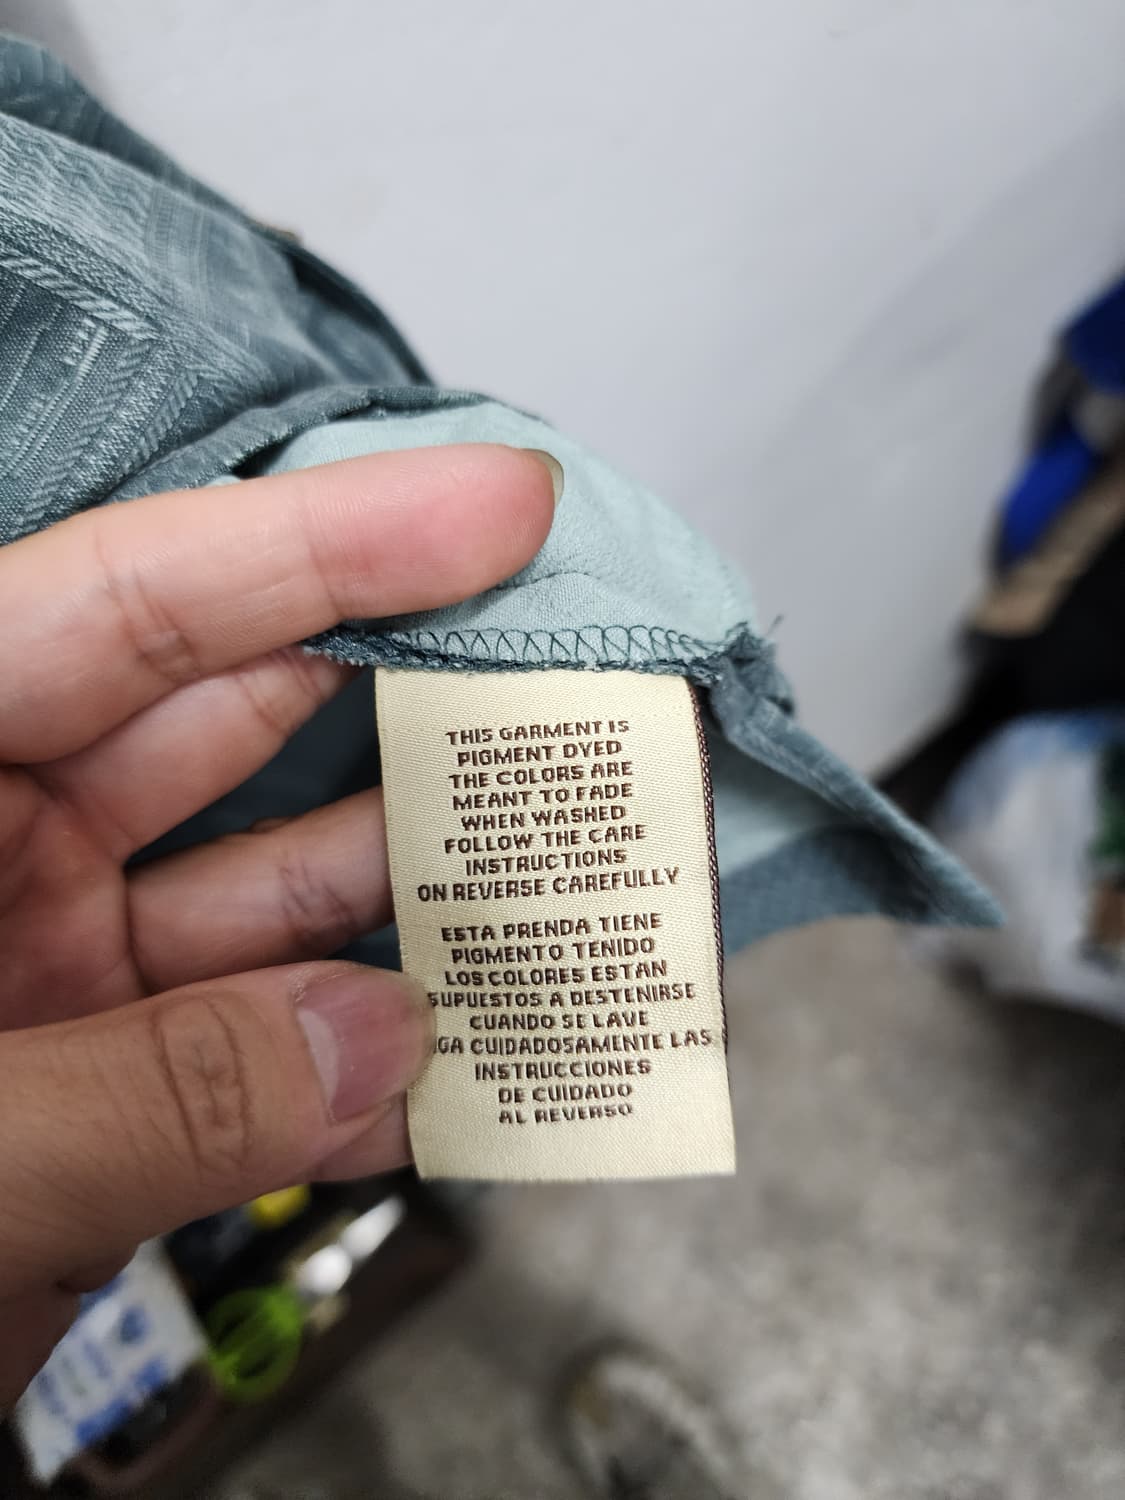 THIS GARMENT IS
PIGMENT DYED
THE COLORS ARE
MEANT TO FADE
WHEN WASHED
FOLLOW THE CARE
INSTRUCTIONS
ON REVERSE CAREFULLY
ESTA PRENDA TIENE
PIGMENTO TENIDO
LOS COLORES ESTAN
SUPUESTOS A DESTENIRSE
CUANDO SE LAVE
CUIDADOSAMENTE LAS
INSTRUCCIONES
DE CUIDADO
AL REVERSO